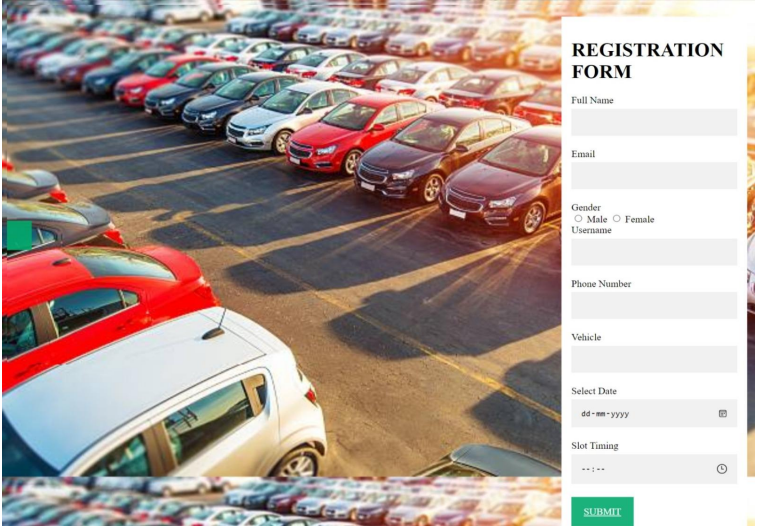 REGISTRATION
FORM
Full Name
Email
Gender
Male Female
Username
Phone Number
Vehicle
Select Date
dd-mm-yyyy
Slot Timing
--:--
SUBMIT